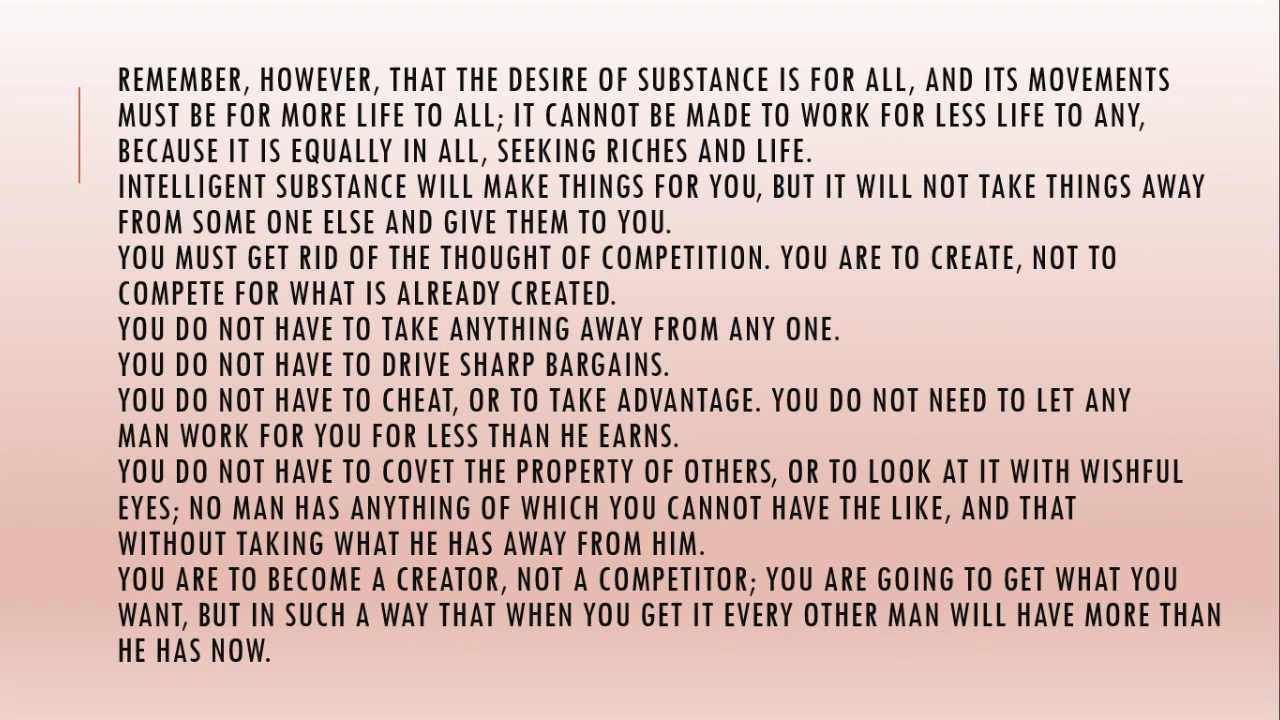 REMEMBER, HOWEVER, THAT THE DESIRE OF SUBSTANCE IS FOR ALL, AND ITS MOVEMENTS
MUST BE FOR MORE LIFE TO ALL; IT CANNOT BE MADE TO WORK FOR LESS LIFE TO ANY,
BECAUSE IT IS EQUALLY IN ALL, SEEKING RICHES AND LIFE.
INTELLIGENT SUBSTANCE WILL MAKE THINGS FOR YOU, BUT IT WILL NOT TAKE THINGS AWAY
FROM SOME ONE ELSE AND GIVE THEM TO YOU.
YOU MUST GET RID OF THE THOUGHT OF COMPETITION. YOU ARE TO CREATE, NOT TO
COMPETE FOR WHAT IS ALREADY CREATED.
YOU DO NOT HAVE TO TAKE ANYTHING AWAY FROM ANY ONE.
YOU DO NOT HAVE TO DRIVE SHARP BARGAINS.
YOU DO NOT HAVE TO CHEAT, OR TO TAKE ADVANTAGE. YOU DO NOT NEED TO LET ANY
MAN WORK FOR YOU FOR LESS THAN HE EARNS.
YOU DO NOT HAVE TO COVET THE PROPERTY OF OTHERS, OR TO LOOK AT IT WITH WISHFUL
EYES; NO MAN HAS ANYTHING OF WHICH YOU CANNOT HAVE THE LIKE, AND THAT
WITHOUT TAKING WHAT HE HAS AWAY FROM HIM.
YOU ARE TO BECOME A CREATOR, NOT A COMPETITOR; YOU ARE GOING TO GET WHAT YOU
WANT, BUT IN SUCH A WAY THAT WHEN YOU GET IT EVERY OTHER MAN WILL HAVE MORE THAN
HE HAS NOW.